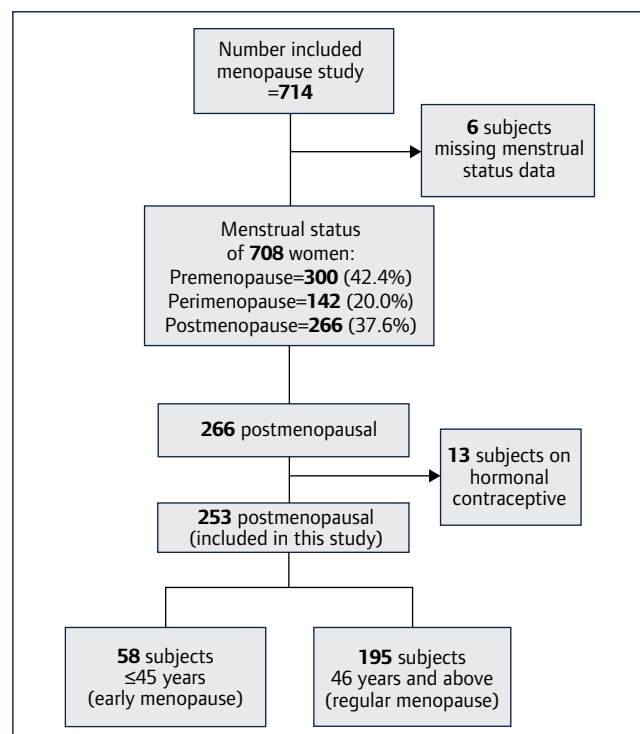 Number included
menopause study
=714
6 subjects
missing menstrual
status data
Menstrual status
of 708 women:
Premenopause=300 (42.4%)
Perimenopause=142 (20.0%)
Postmenopause=266 (37.6%)
266 postmenopausal
13 subjects on
hormonal
contraceptive
253 postmenopausal
(included in this study)
58 subjects
≤45 years
(early menopause)
195 subjects
46 years and above
(regular menopause)